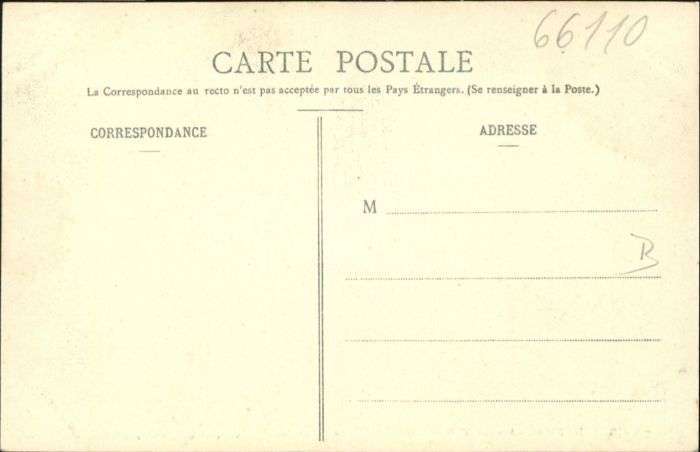 66110
CARTE POSTALE
La Correspondance au recto n'est pas acceptée par tous les Pays Étrangers. (Se renseigner à la Poste.)
CORRESPONDANCE
ADRESSE
M
B